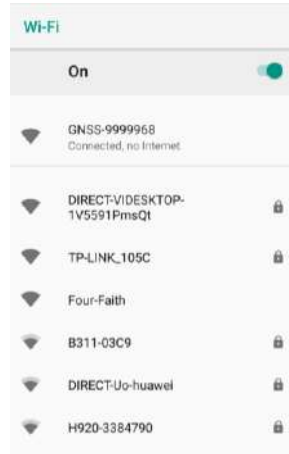 Wi-Fi
On
GNSS-9999968
Connected, no Internet
DIRECT-VIDESKTOP-
1V5591PmsQt
TP-LINK_105C
Four-Faith
B311-03C9
DIRECT-Uo-huawei
H920-3384790